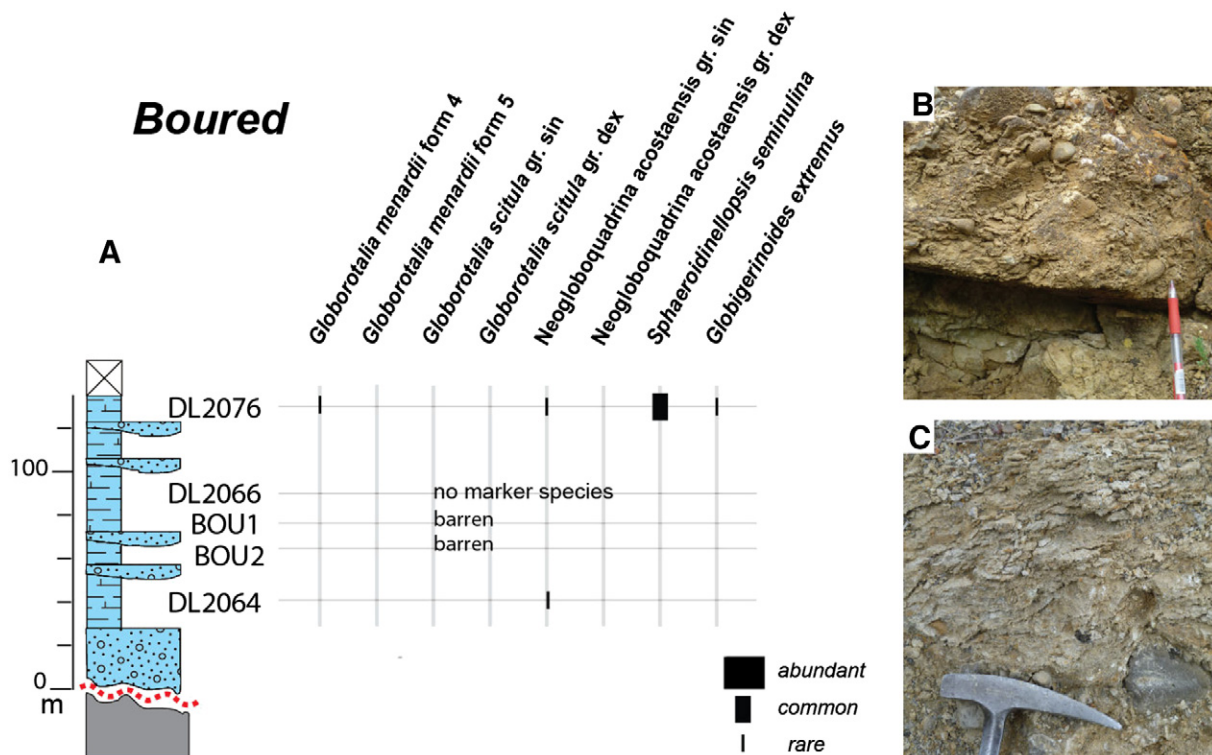 Boured
A
Globorotalia menardii form 4
Globorotalia menardii form 5
Globorotalia scitula gr. sin
Globorotalia scitula gr. dex
Neogloboquadrina acostaensis gr. sin
Neogloboquadrina acostaensis gr. dex
Sphaeroidinellopsis seminulina
Globigerinoides extremus
DL2076
100
DL2066
no marker species
BOU1
barren
BOU2
barren
DL2064
0
m
abundant
common
rare
B
C